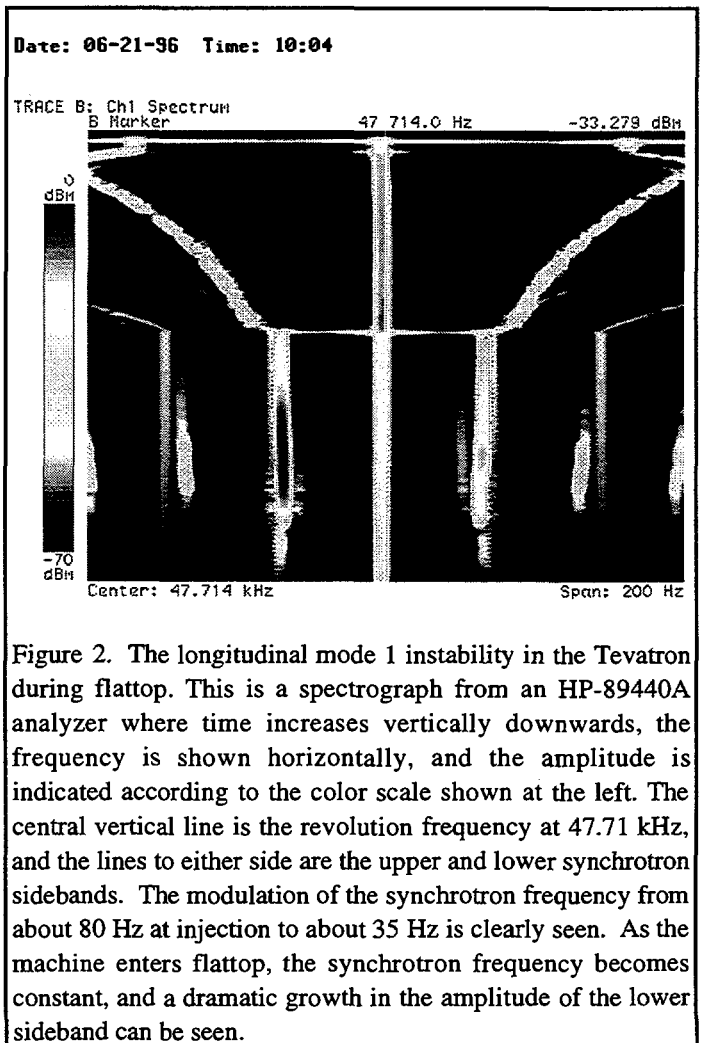 Date: 06-21-96 Time: 10:04
TRACE B: Ch1 Spectrum
B Marker 47 714.0 Hz -33.279 dBm
0
dBm
-70
dBm
Center: 47.714 kHz Span: 200 Hz
Figure 2. The longitudinal mode 1 instability in the Tevatron
during flattop. This is a spectrograph from an HP-89440A
analyzer where time increases vertically downwards, the
frequency is shown horizontally, and the amplitude is
indicated according to the color scale shown at the left. The
central vertical line is the revolution frequency at 47.71 kHz,
and the lines to either side are the upper and lower synchrotron
sidebands. The modulation of the synchrotron frequency from
about 80 Hz at injection to about 35 Hz is clearly seen. As the
machine enters flattop, the synchrotron frequency becomes
constant, and a dramatic growth in the amplitude of the lower
sideband can be seen.